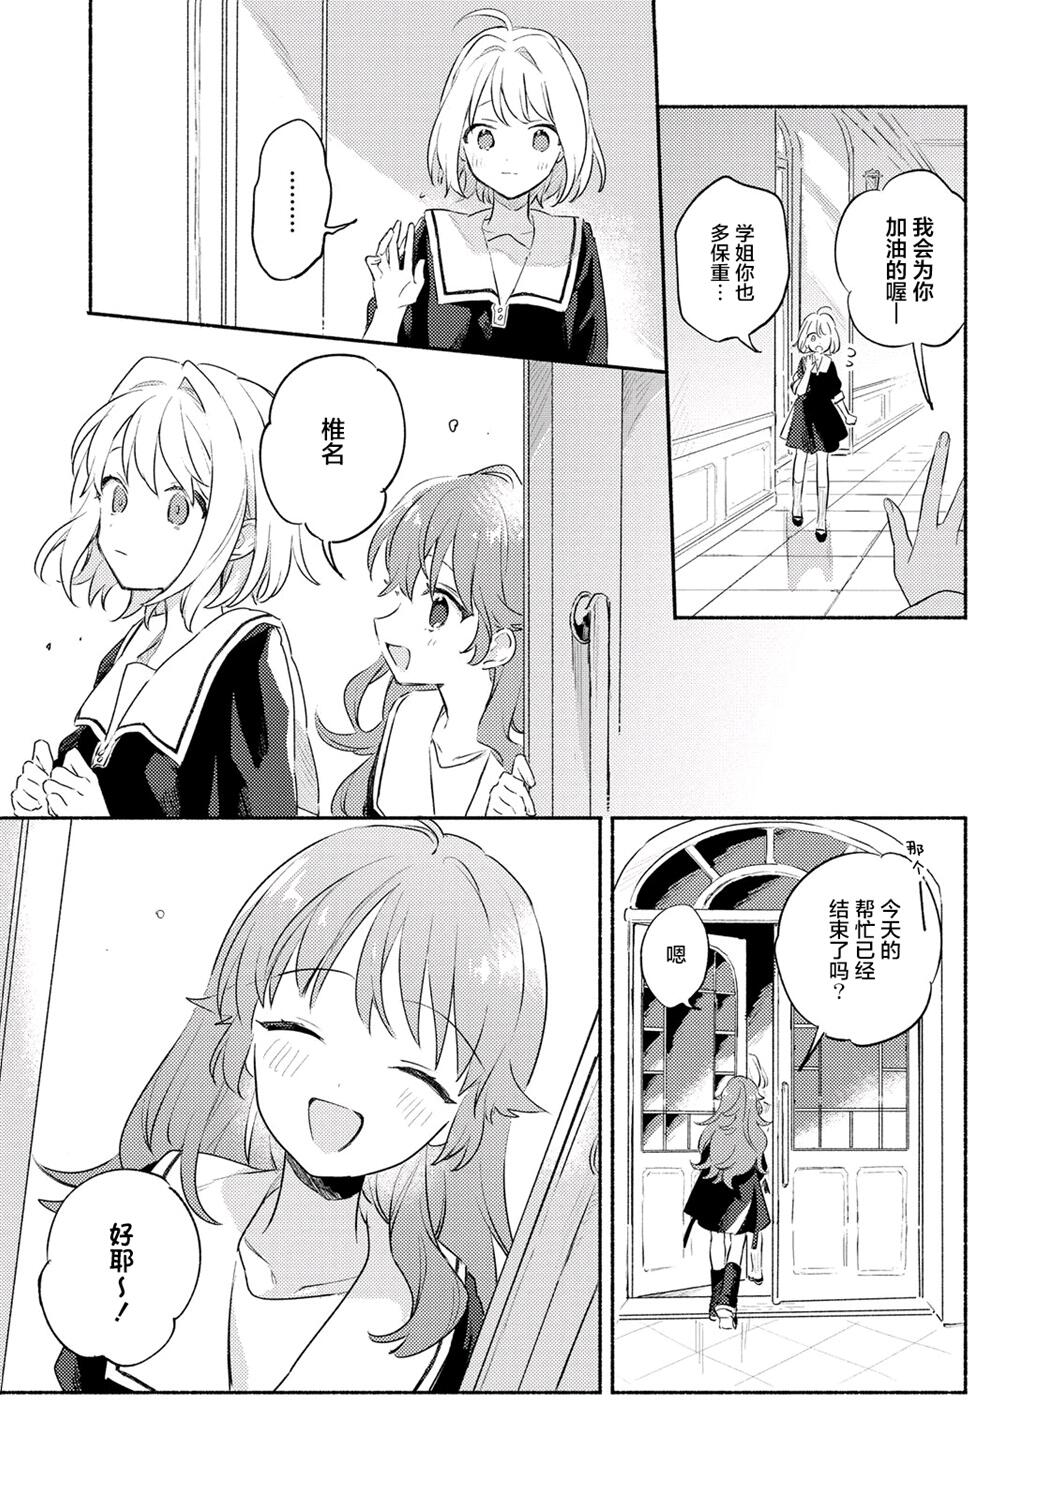 我会为你
加油的喔—
学姐你也
多保重…
………
椎名
那个
今天的
帮忙已经
结束了吗？
嗯
好耶～！